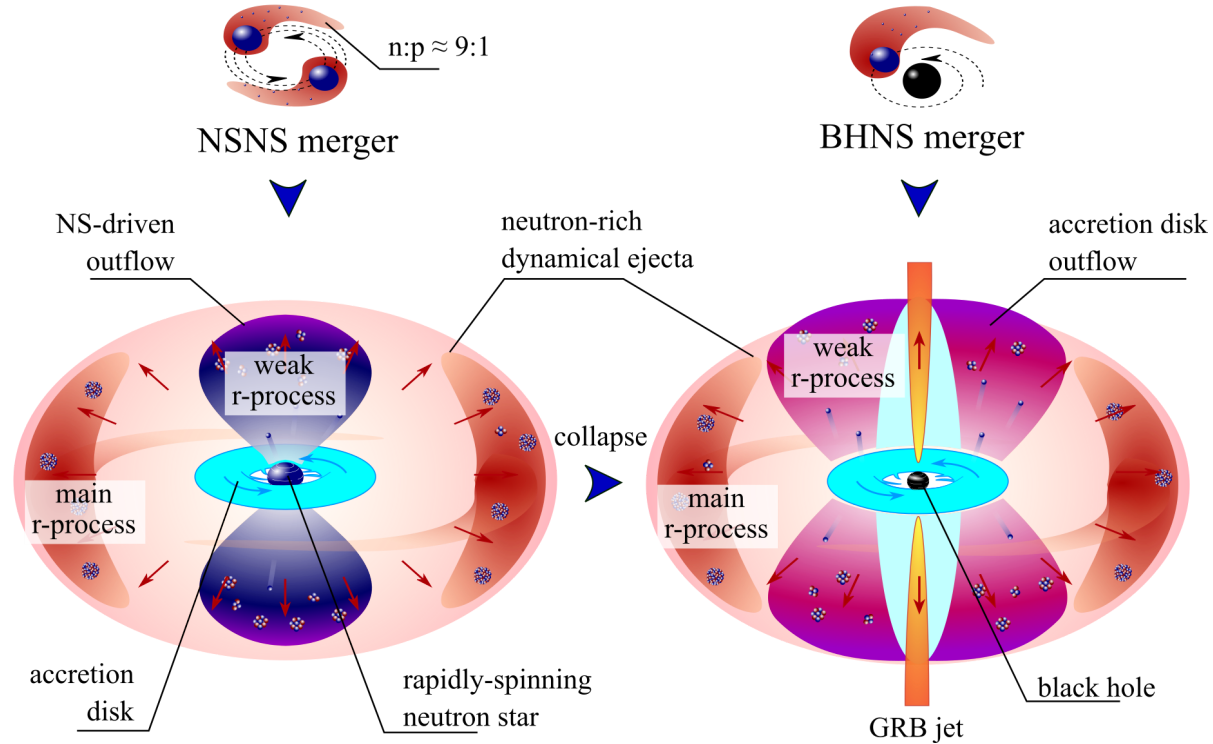 n:p ≈ 9:1
NSNS merger
BHNS merger
NS-driven
outflow
neutron-rich
dynamical ejecta
accretion disk
outflow
weak
r-process
weak
r-process
collapse
main
r-process
main
r-process
accretion
disk
rapidly-spinning
neutron star
black hole
GRB jet